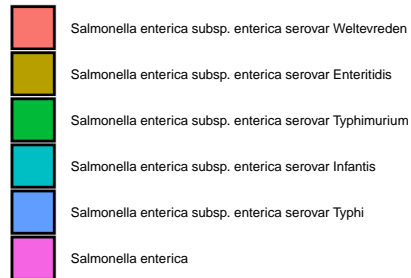 Salmonella enterica subsp. enterica serovar Weltevreden
Salmonella enterica subsp. enterica serovar Enteritidis
Salmonella enterica subsp. enterica serovar Typhimurium
Salmonella enterica subsp. enterica serovar Infantis
Salmonella enterica subsp. enterica serovar Typhi
Salmonella enterica